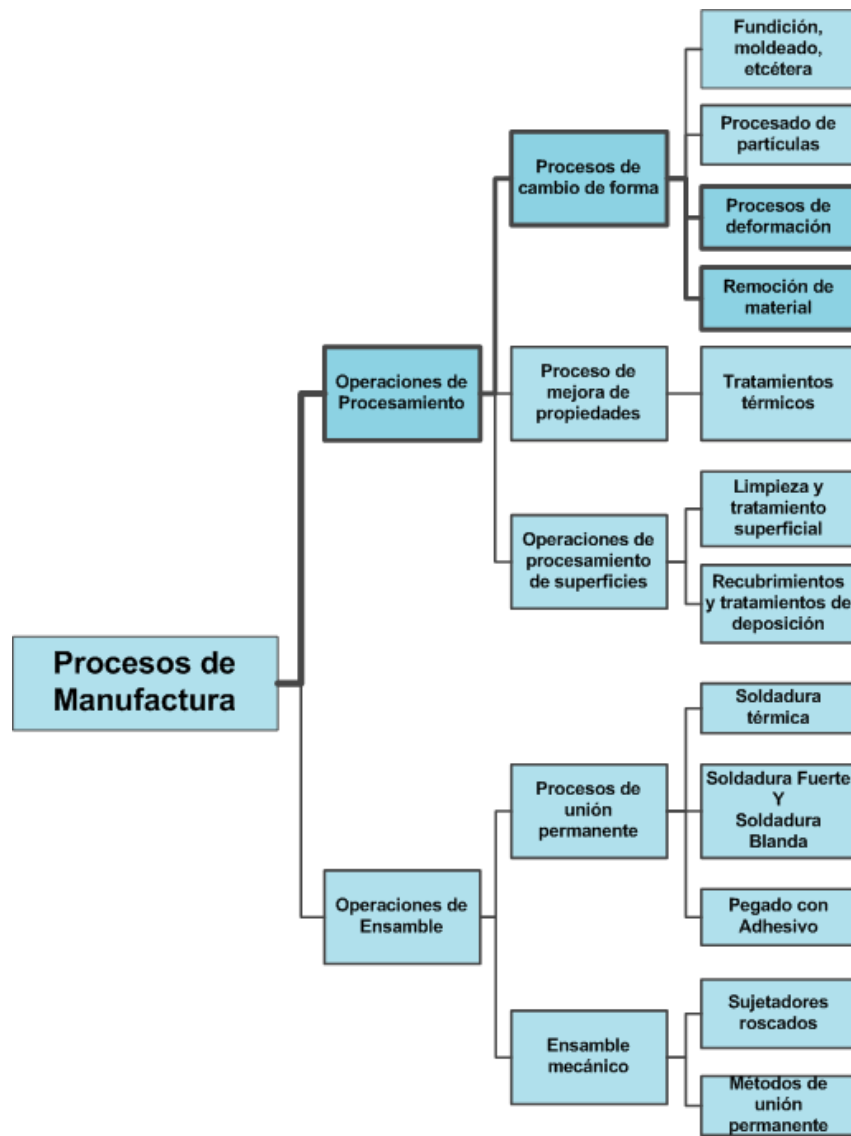 Procesos de
Manufactura
Operaciones de
Procesamiento
Procesos de
cambio de forma
Fundición,
moldeado,
etcétera
Procesado de
partículas
Procesos de
deformación
Remoción de
material
Proceso de
mejora de
propiedades
Tratamientos
térmicos
Operaciones de
procesamiento
de superficies
Limpieza y
tratamiento
superficial
Recubrimientos
y tratamientos de
deposición
Operaciones de
Ensamble
Procesos de
unión
permanente
Soldadura
térmica
Soldadura Fuerte
Y
Soldadura
Blanda
Pegado con
Adhesivo
Ensamble
mecánico
Sujetadores
roscados
Métodos de
unión
permanente